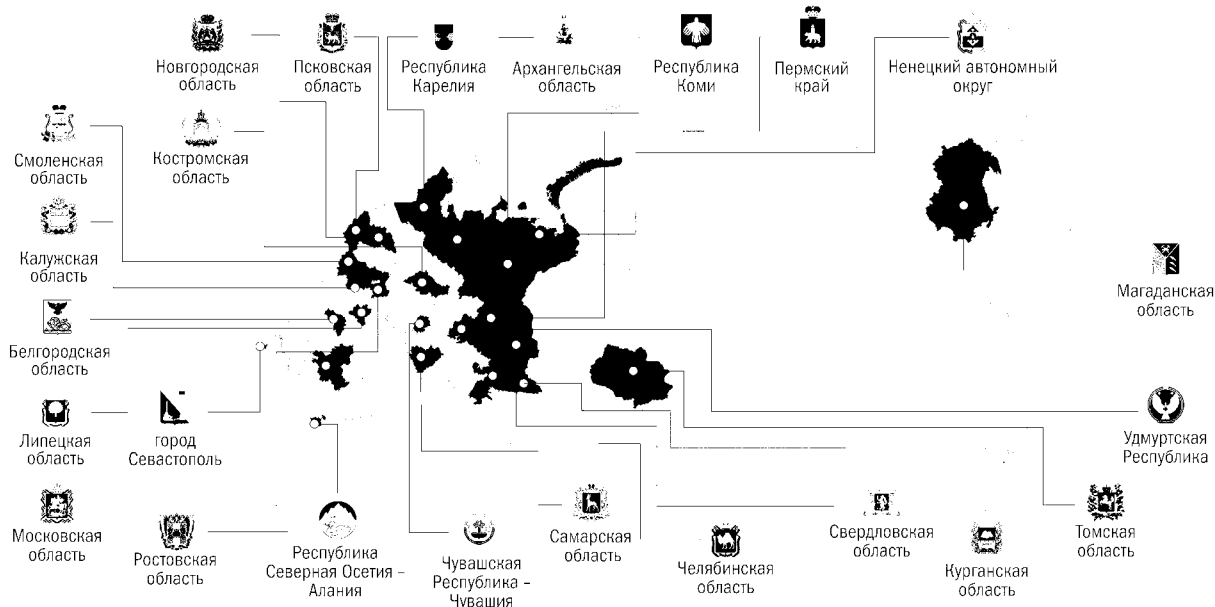 Новгородская
область
Псковская
область
Республика
Карелия
Архангельская
область
Республика
Коми
Пермский
край
Ненецкий автономный
округ
Смоленская
область
Костромская
область
Калужская
область
Магаданская
область
Белгородская
область
Липецкая
область
город
Севастополь
Удмуртская
Республика
Московская
область
Ростовская
область
Республика
Северная Осетия –
Алания
Чувашская
Республика –
Чувашия
Самарская
область
Челябинская
область
Свердловская
область
Курганская
область
Томская
область